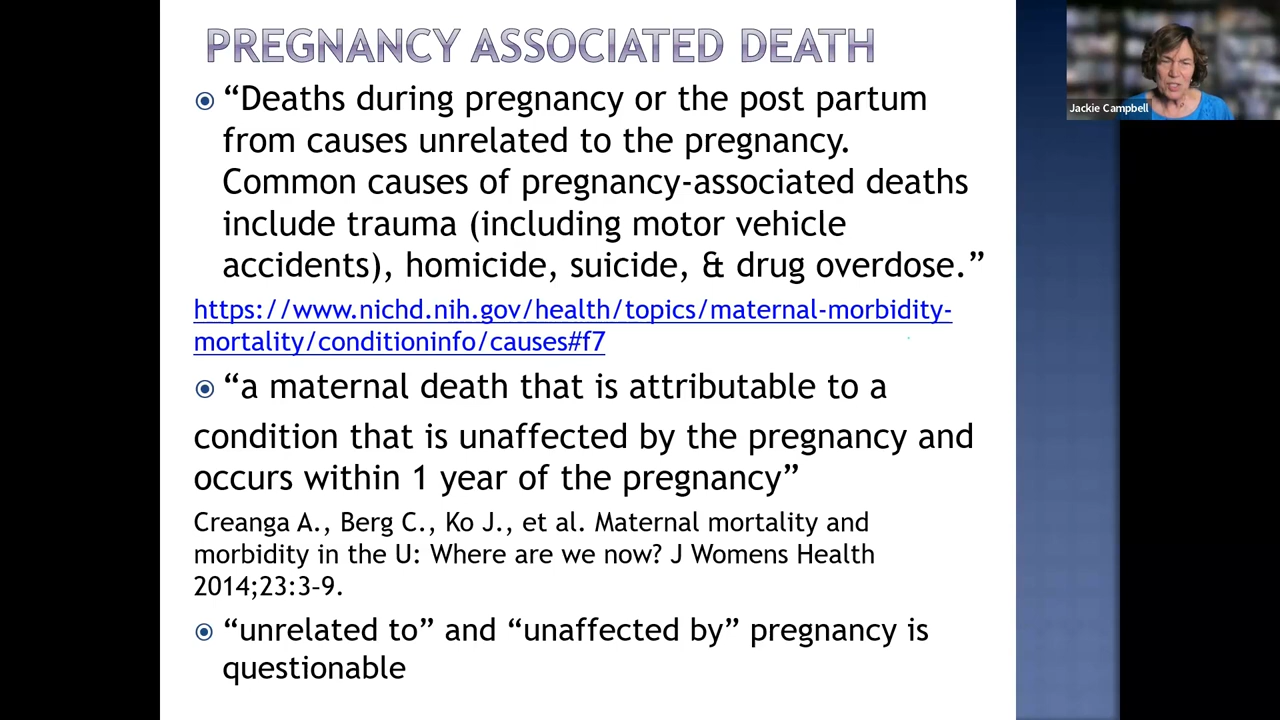 PREGNANCY ASSOCIATED DEATH
“Deaths during pregnancy or the post partum
from causes unrelated to the pregnancy.
Common causes of pregnancy-associated deaths
include trauma (including motor vehicle
accidents), homicide, suicide, & drug overdose.”
https://www.nichd.nih.gov/health/topics/maternal-morbidity-
mortality/conditioninfo/causes#f7
“a maternal death that is attributable to a
condition that is unaffected by the pregnancy and
occurs within 1 year of the pregnancy”
Creanga A., Berg C., Ko J., et al. Maternal mortality and
morbidity in the U: Where are we now? J Womens Health
2014;23:3–9.
“unrelated to” and “unaffected by” pregnancy is
questionable
Jackie Campbell